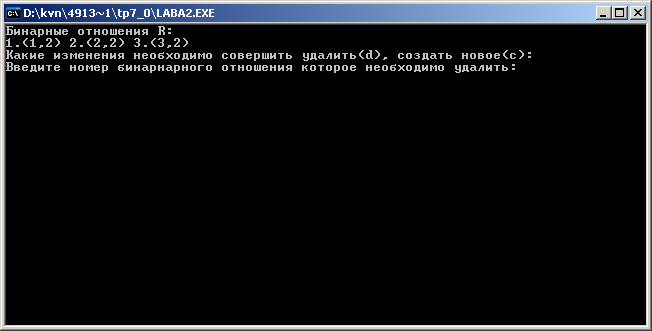 D:\kvn\4913~1\tp7_0\LABA2.EXE
Бинарные отношения R:
1.(1,2) 2.(2,2) 3.(3,2)
Какие изменения необходимо совершить удалить(d), создать новое(c):
Введите номер бинарнарного отношения которое необходимо удалить: